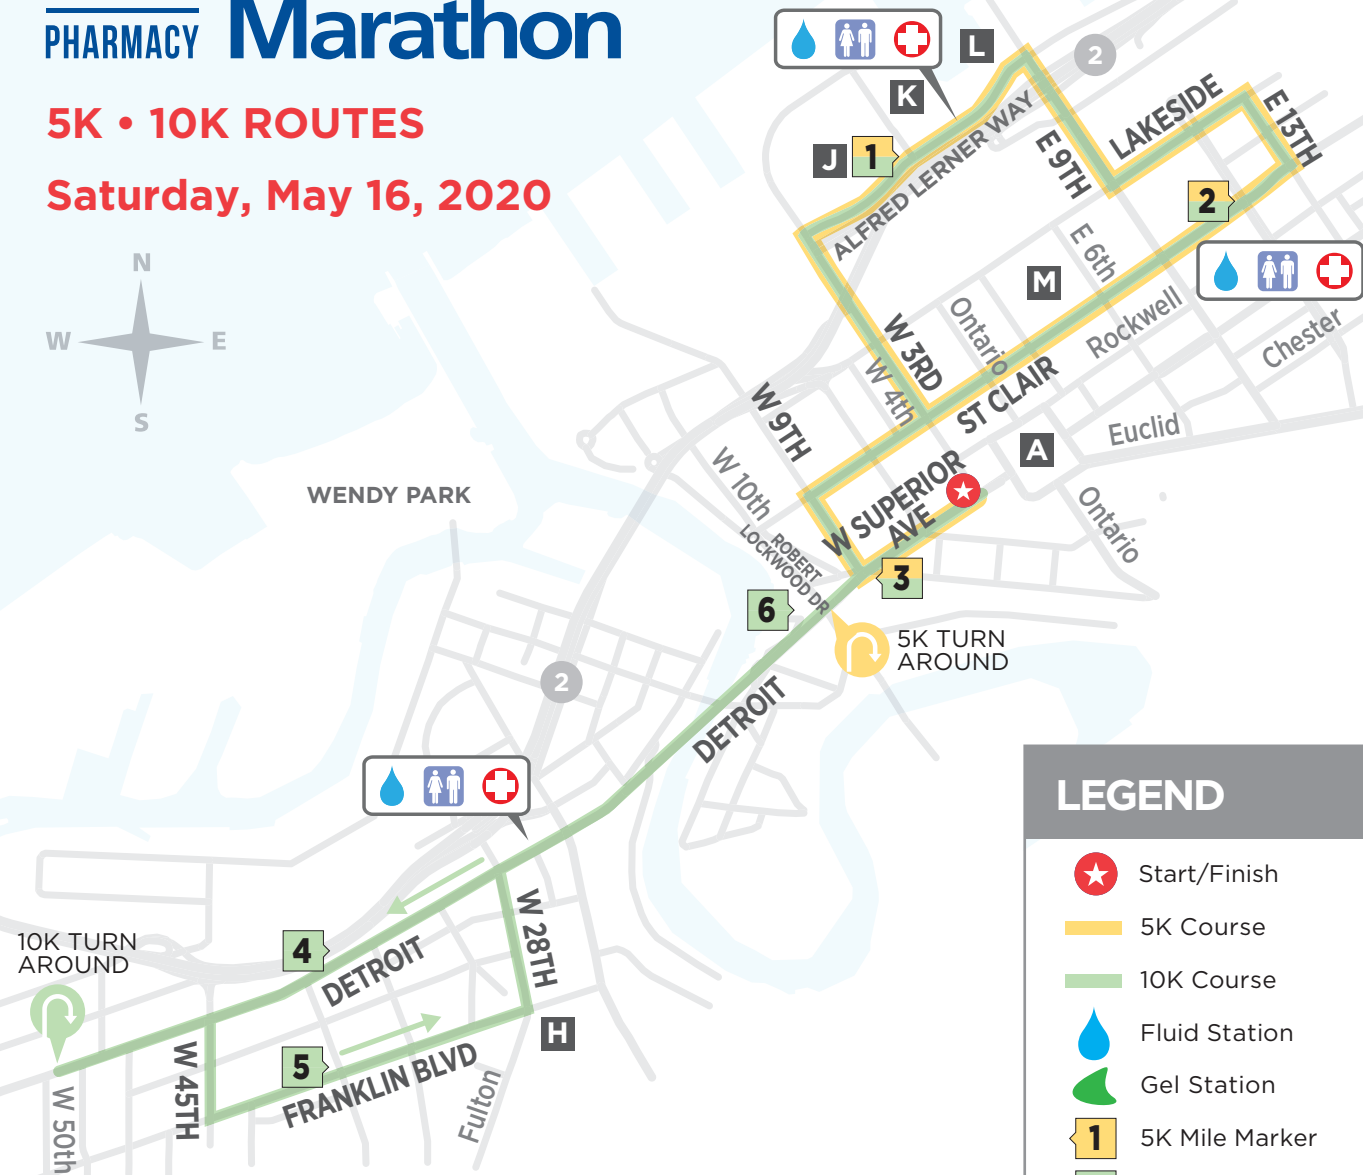 PHARMACY Marathon
5K • 10K ROUTES
Saturday, May 16, 2020
N
W E
S
L
2
K
J
1
ALFRED LERNER WAY
E 9TH
LAKESIDE
E 13TH
2
E 6th
M
Ontario
Rockwell
Chester
W 3RD
W 4th
ST CLAIR
Euclid
A
W 9TH
W 10th
W SUPERIOR
AVE
Ontario
WENDY PARK
ROBERT
LOCKWOOD DR
3
6
5K TURN
AROUND
2
DETROIT
10K TURN
AROUND
4
DETROIT
W 28TH
H
5
FRANKLIN BLVD
W 45TH
W 50th
Fulton
LEGEND
Start/Finish
5K Course
10K Course
Fluid Station
Gel Station
1 5K Mile Marker